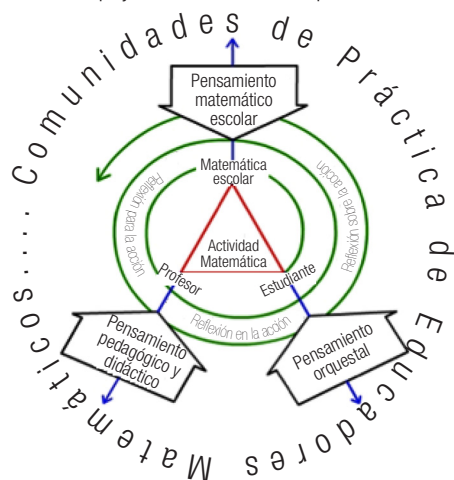 Comunidades de Práctica de Educadores Matemáticos....
Pensamiento
matemático
escolar
Matemática
escolar
Reflexión para la acción
Reflexión sobre la acción
Actividad
Matemática
Profesor
Estudiante
Reflexión en la acción
Pensamiento
pedagógico y
didáctico
Pensamiento
orquestal